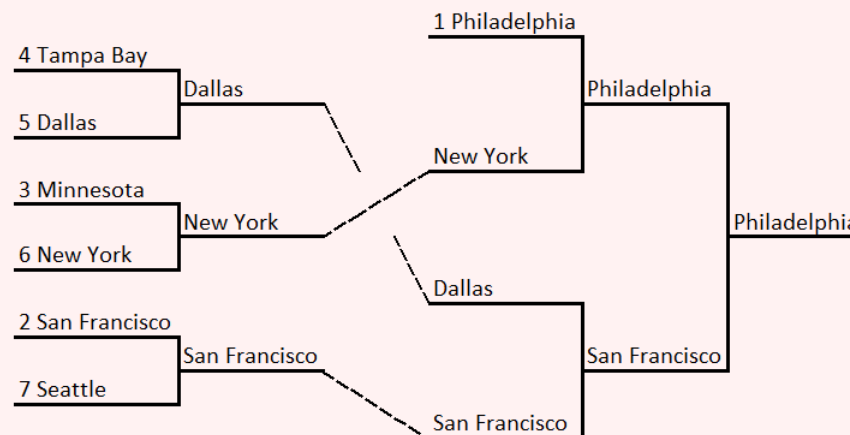 1 Philadelphia
4 Tampa Bay
Dallas
Philadelphia
5 Dallas
New York
3 Minnesota
New York
Philadelphia
6 New York
Dallas
2 San Francisco
San Francisco
San Francisco
7 Seattle
San Francisco